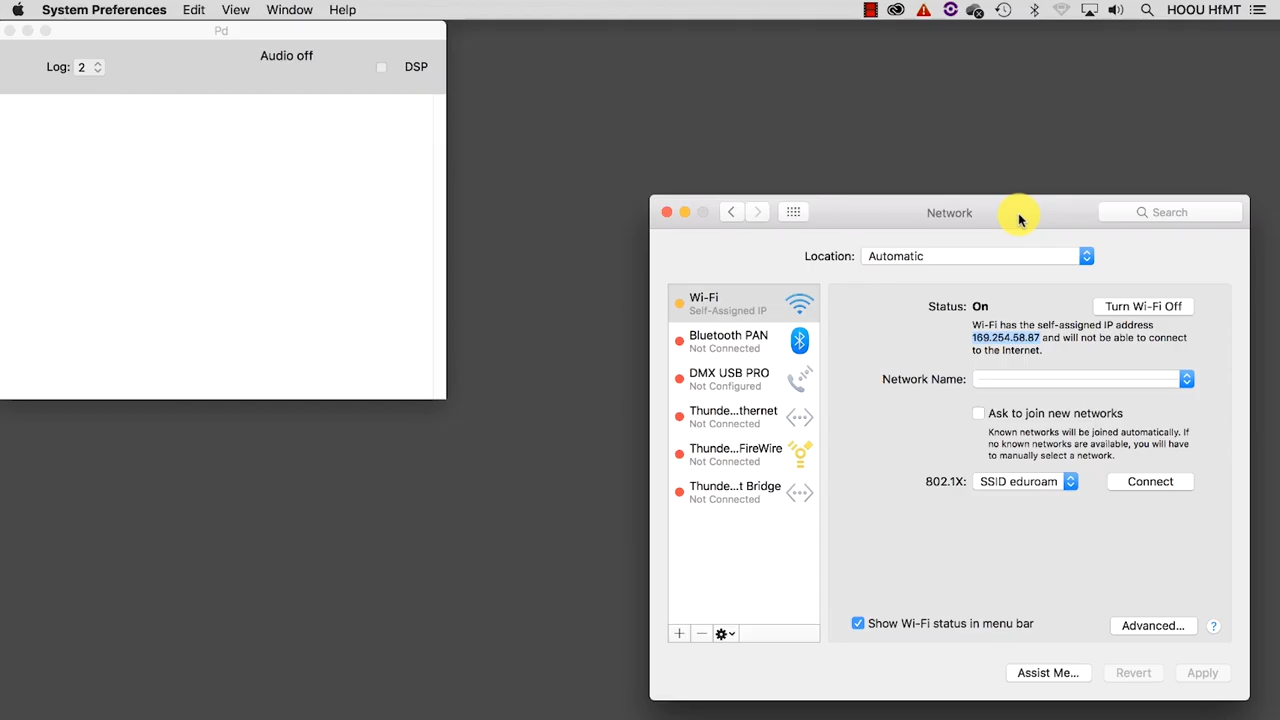 System Preferences Edit View Window Help HOOU HfMT
Pd
Audio off
Log: 2 DSP
Network
Search
Location: Automatic
Wi-Fi
Self-Assigned IP
Bluetooth PAN
Not Connected
DMX USB PRO
Not Configured
Thunde...thernet
Not Connected
Thunde...FireWire
Not Connected
Thunde...t Bridge
Not Connected
Status: On Turn Wi-Fi Off
Wi-Fi has the self-assigned IP address
169.254.58.87 and will not be able to connect
to the Internet.
Network Name:
Ask to join new networks
Known networks will be joined automatically. If
no known networks are available, you will have
to manually select a network.
802.1X: SSID eduroam Connect
Show Wi-Fi status in menu bar Advanced... ?
Assist Me... Revert Apply